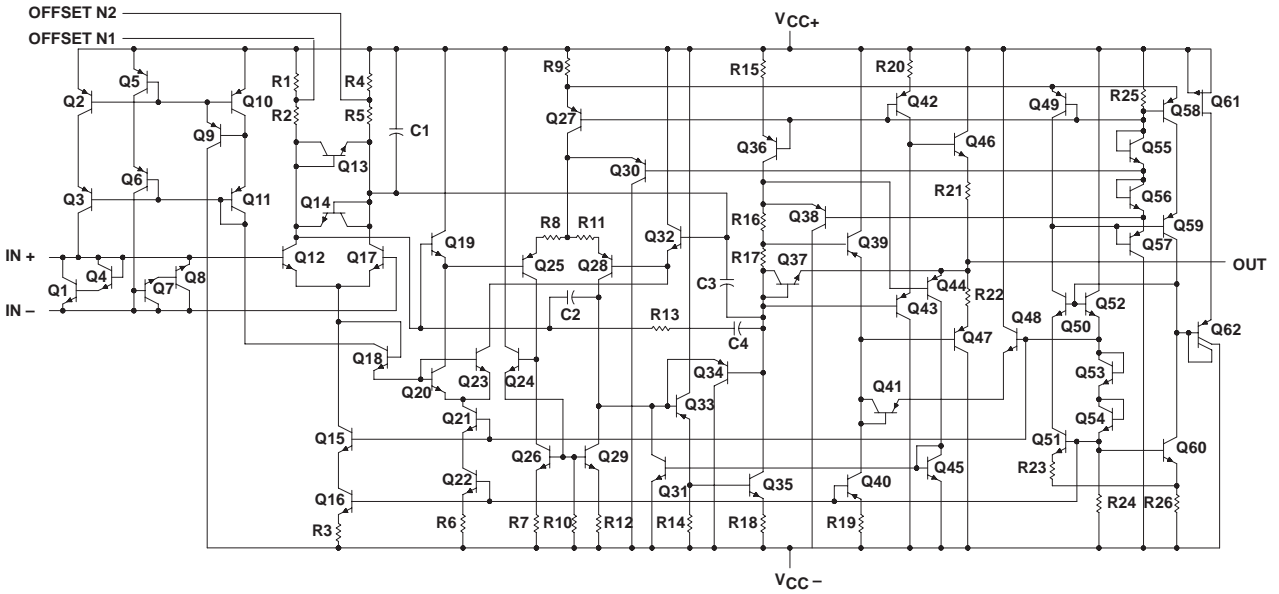 OFFSET N2
OFFSET N1
VCC+
Q5
R1
R4
R9
R15
R20
Q2
Q10
R2
R5
Q42
Q49
R25
Q58
Q61
Q9
C1
Q27
Q36
Q46
Q55
Q13
Q30
Q6
R21
Q3
Q11
Q14
Q56
R16
Q38
R8
R11
Q32
Q59
Q19
Q39
Q57
IN +
Q12
Q17
Q25
Q28
R17
Q37
OUT
Q4
Q8
Q1
Q7
C3
Q44
R22
Q52
IN –
C2
R13
C4
Q43
Q50
Q48
Q62
Q18
Q47
Q23
Q24
Q34
Q53
Q20
Q41
Q33
Q21
Q54
Q15
Q51
Q60
Q26
Q29
Q45
R23
Q22
Q31
Q35
Q40
Q16
R24
R26
R3
R6
R7
R10
R12
R14
R18
R19
VCC –